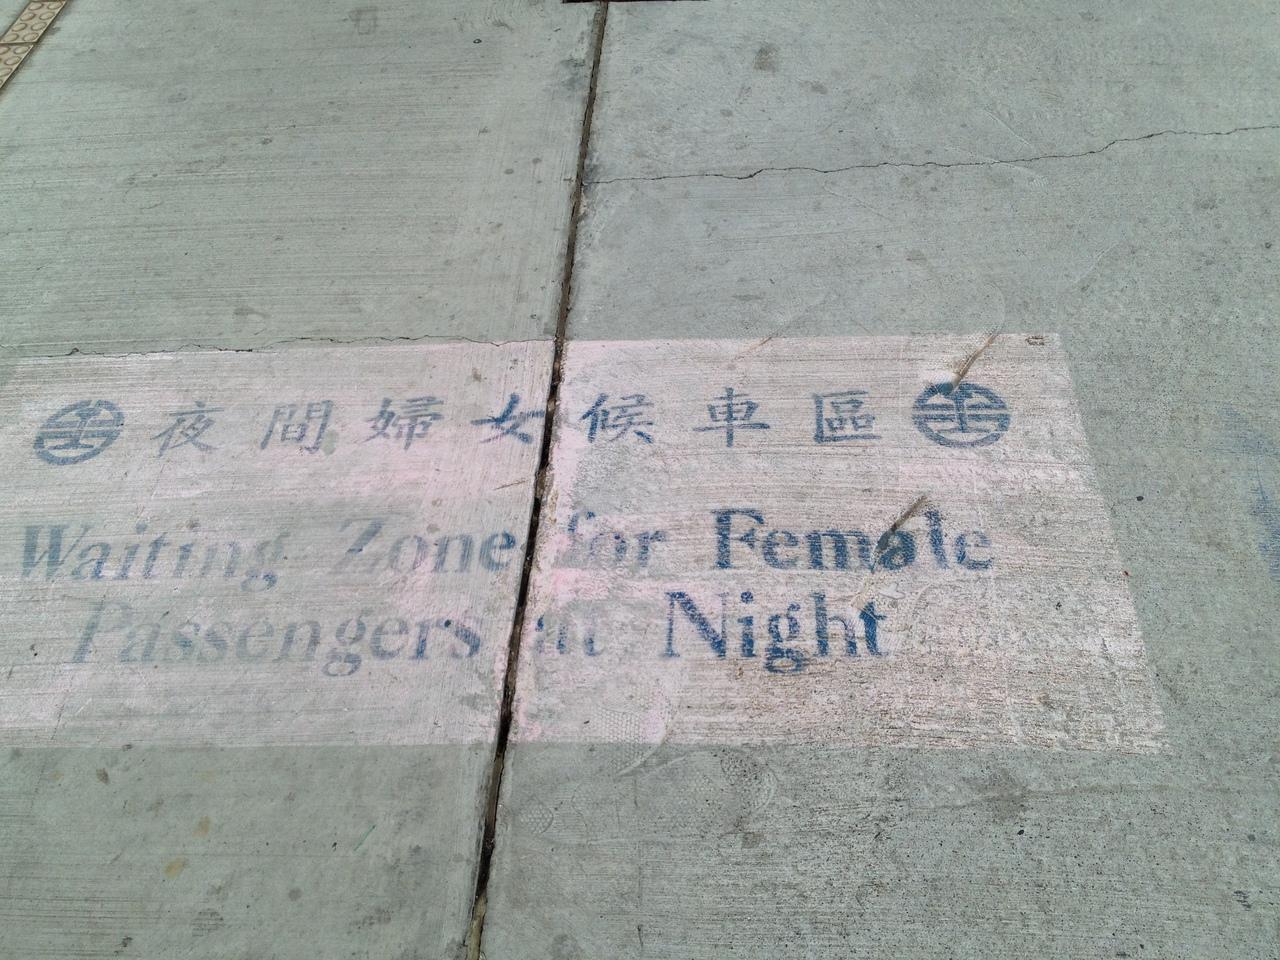 夜間婦女候車區
Waiting Zone for Female
Passengers at Night